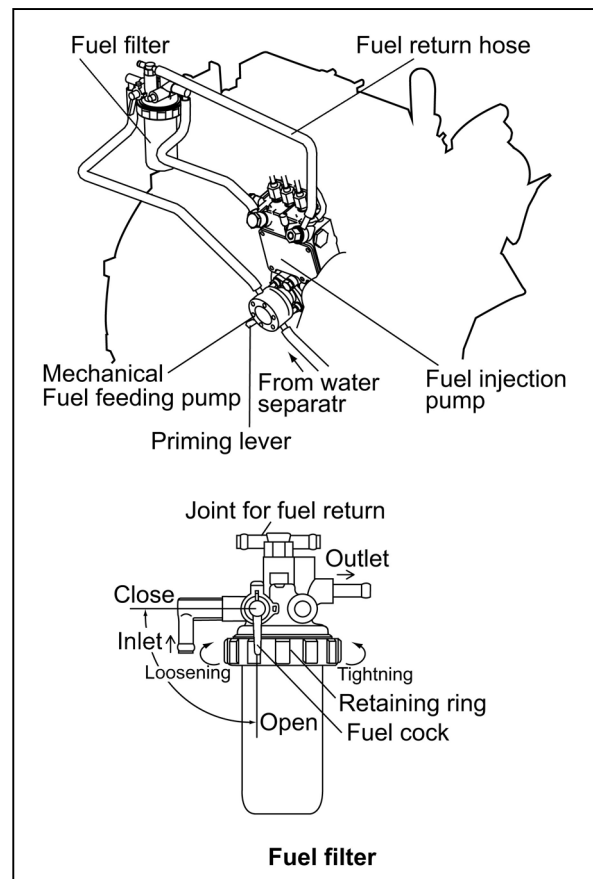 Fuel filter
Fuel return hose
Mechanical
Fuel feeding pump
From water
separatr
Fuel injection
pump
Priming lever
Joint for fuel return
Outlet
Close
Inlet
Loosening
Tightning
Retaining ring
Open
Fuel cock
Fuel filter